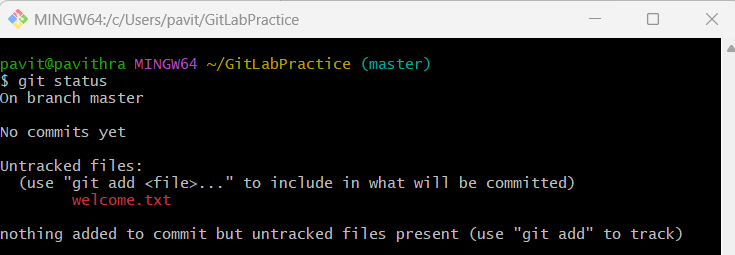 MINGW64:/c/Users/pavit/GitLabPractice
pavit@pavithra MINGW64 ~/GitLabPractice (master)
$ git status
On branch master
No commits yet
Untracked files:
(use "git add <file>..." to include in what will be committed)
welcome.txt
nothing added to commit but untracked files present (use "git add" to track)